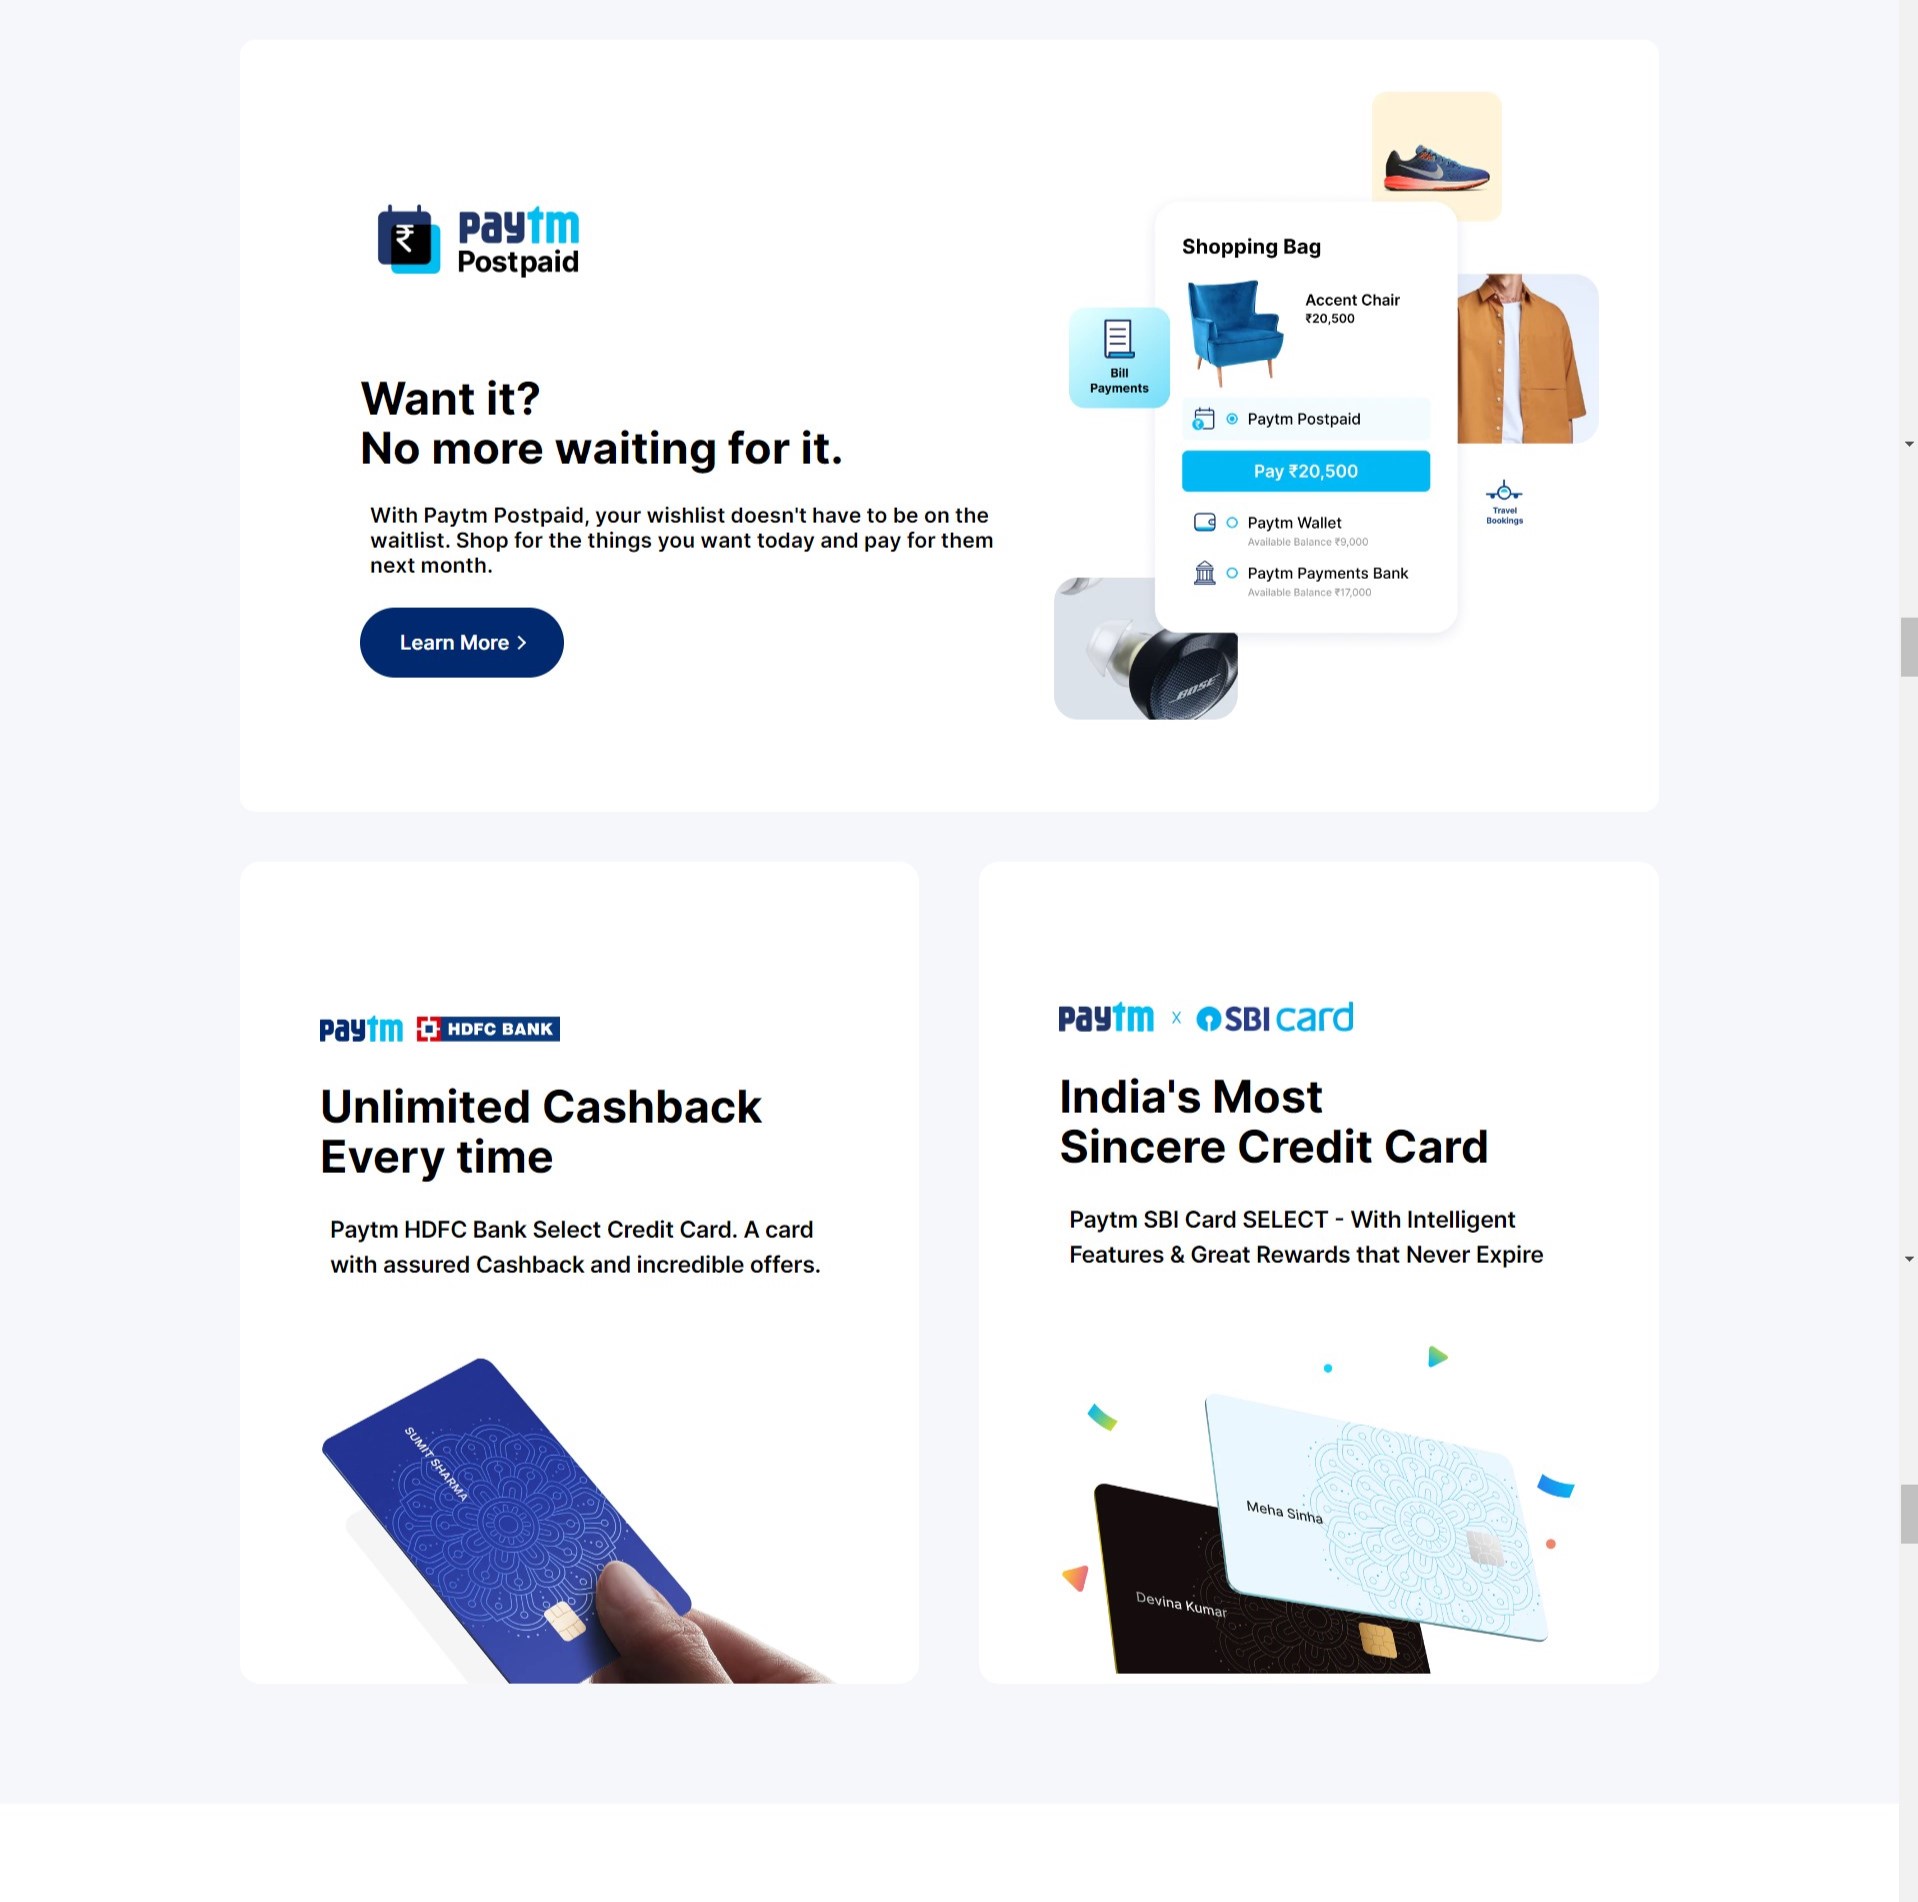 ₹
paytm
Postpaid
Want it?
No more waiting for it.
With Paytm Postpaid, your wishlist doesn't have to be on the
waitlist. Shop for the things you want today and pay for them
next month.
Learn More >
Bill
Payments
Shopping Bag
Accent Chair
₹20,500
Paytm Postpaid
Pay ₹20,500
Paytm Wallet
Available Balance ₹9,000
Paytm Payments Bank
Available Balance ₹17,000
Travel
Bookings
BOSE
paytm HDFC BANK
Unlimited Cashback
Every time
Paytm HDFC Bank Select Credit Card. A card
with assured Cashback and incredible offers.
SUMIT SHARMA
paytm x SBI card
India's Most
Sincere Credit Card
Paytm SBI Card SELECT - With Intelligent
Features & Great Rewards that Never Expire
Meha Sinha
Devina Kumar